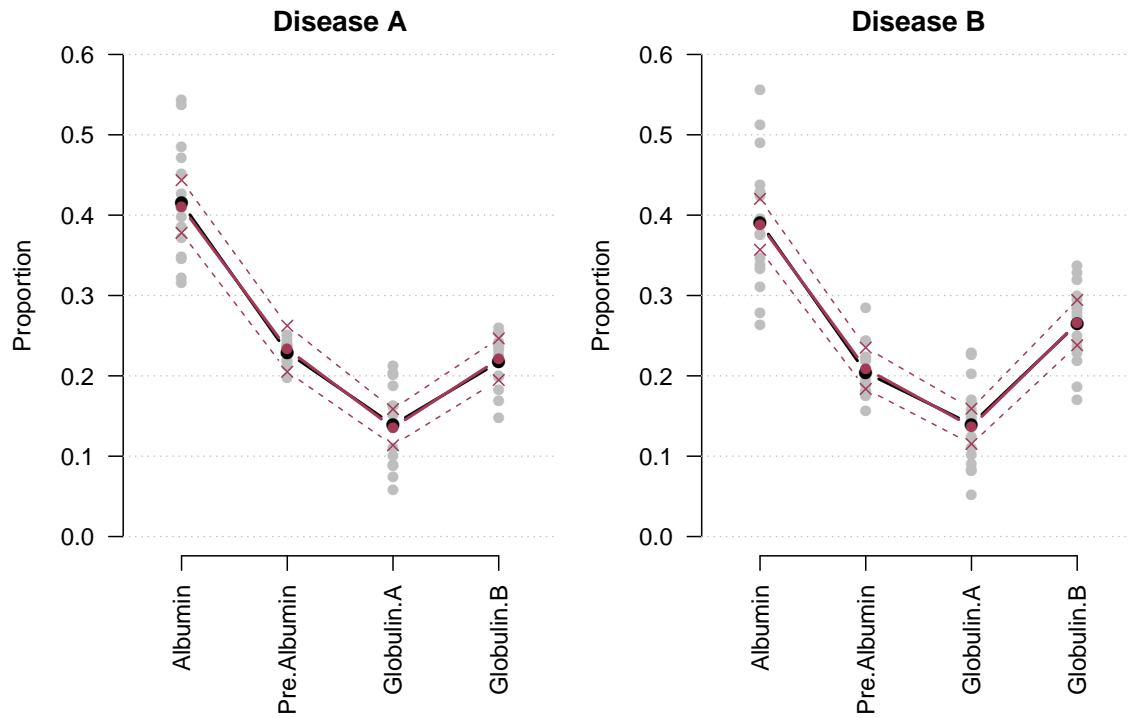 Disease A
Proportion
0.6
0.5
0.4
0.3
0.2
0.1
0.0
Albumin
Pre.Albumin
Globulin.A
Globulin.B
Disease B
Proportion
0.6
0.5
0.4
0.3
0.2
0.1
0.0
Albumin
Pre.Albumin
Globulin.A
Globulin.B